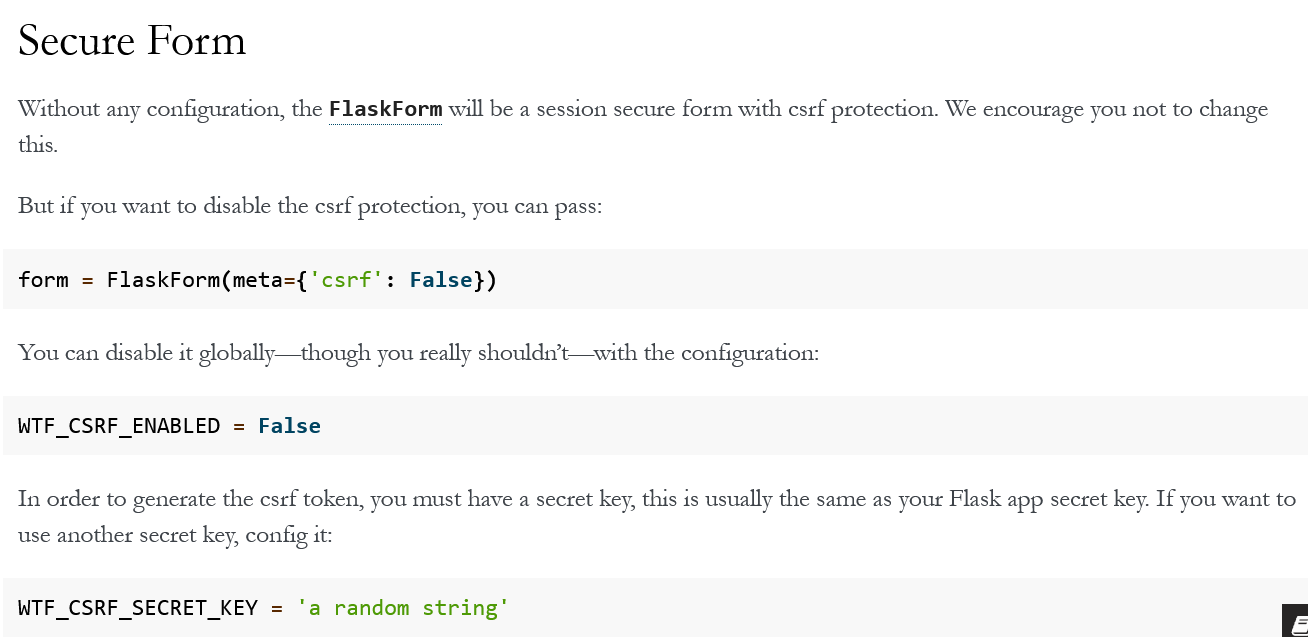 Secure Form
Without any configuration, the FlaskForm will be a session secure form with csrf protection. We encourage you not to change
this.
But if you want to disable the csrf protection, you can pass:
form = FlaskForm(meta={'csrf': False})
You can disable it globally—though you really shouldn’t—with the configuration:
WTF_CSRF_ENABLED = False
In order to generate the csrf token, you must have a secret key, this is usually the same as your Flask app secret key. If you want to
use another secret key, config it:
WTF_CSRF_SECRET_KEY = 'a random string'